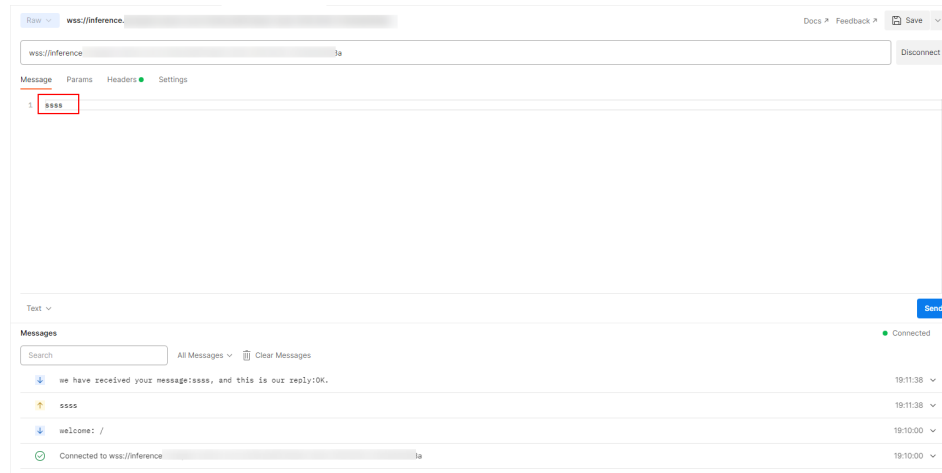 Raw wss://inference. Docs Feedback Save
wss://inference Disconnect
Message Params Headers Settings
1 ssss
Text Send
Messages Connected
Search All Messages Clear Messages
we have received your message:ssss, and this is our reply:OK. 19:11:38
ssss 19:11:38
welcome: / 19:10:00
Connected to wss://inference 19:10:00